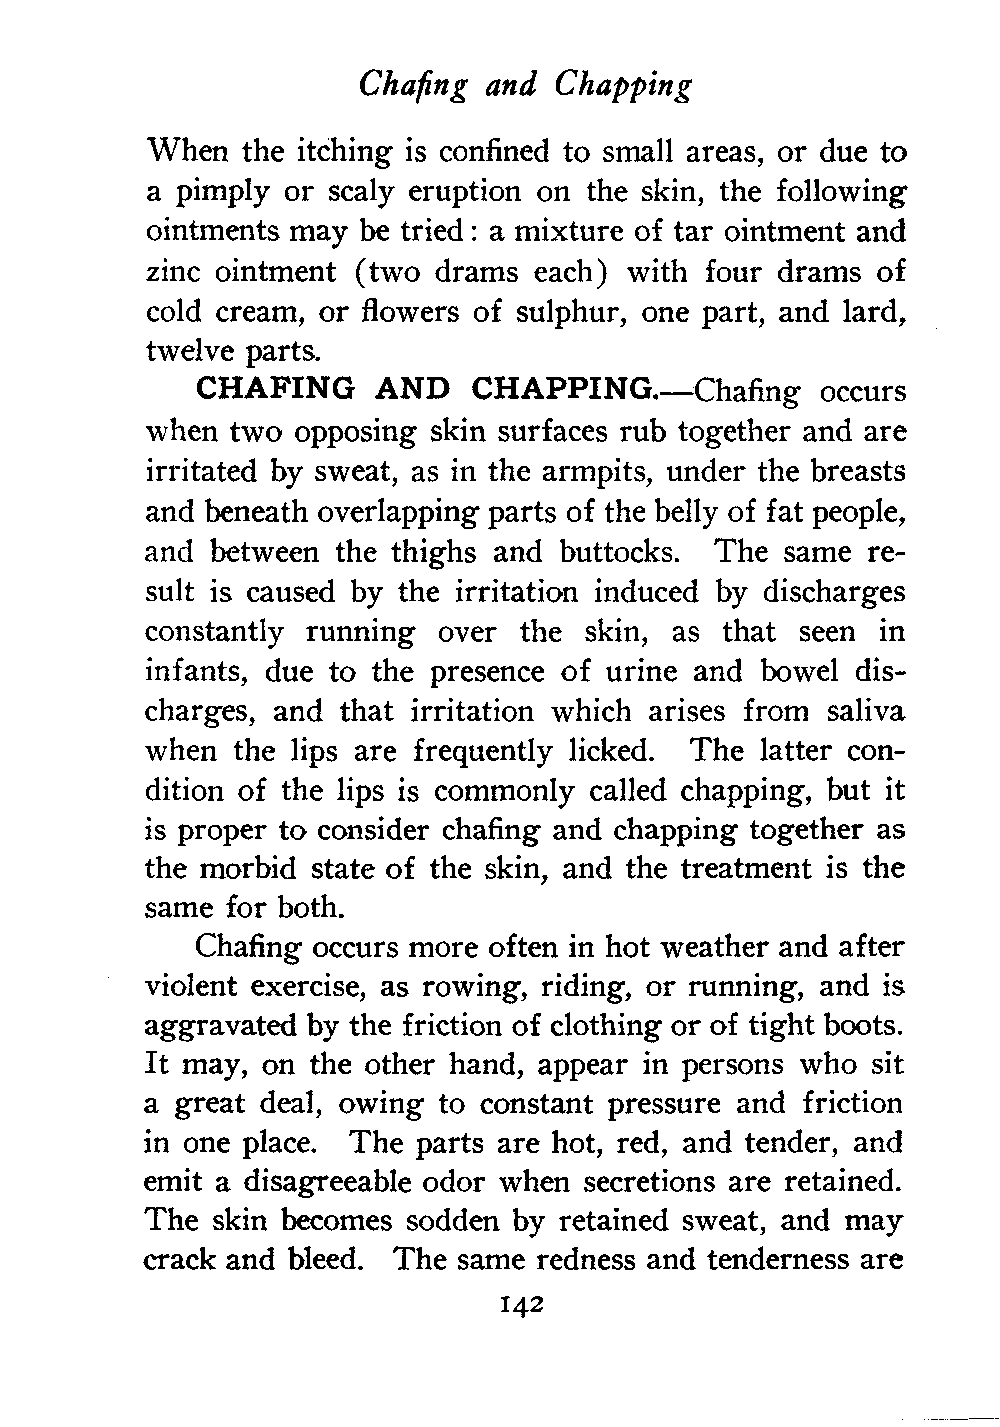 Chafing and Chapping
When the itching is confined to small areas, or due to
a pimply or scaly eruption on the skin, the following
ointments may be tried: a mixture of tar ointment and
zinc ointment (two drams each) with four drams of
cold cream, or flowers of sulphur, one part, and lard,
twelve parts.
CHAFING AND CHAPPING.—Chafing occurs
when two opposing skin surfaces rub together and are
irritated by sweat, as in the armpits, under the breasts
and beneath overlapping parts of the belly of fat people,
and between the thighs and buttocks. The same re-
sult is caused by the irritation induced by discharges
constantly running over the skin, as that seen in
infants, due to the presence of urine and bowel dis-
charges, and that irritation which arises from saliva
when the lips are frequently licked. The latter con-
dition of the lips is commonly called chapping, but it
is proper to consider chafing and chapping together as
the morbid state of the skin, and the treatment is the
same for both.
Chafing occurs more often in hot weather and after
violent exercise, as rowing, riding, or running, and is
aggravated by the friction of clothing or of tight boots.
It may, on the other hand, appear in persons who sit
a great deal, owing to constant pressure and friction
in one place. The parts are hot, red, and tender, and
emit a disagreeable odor when secretions are retained.
The skin becomes sodden by retained sweat, and may
crack and bleed. The same redness and tenderness are
142